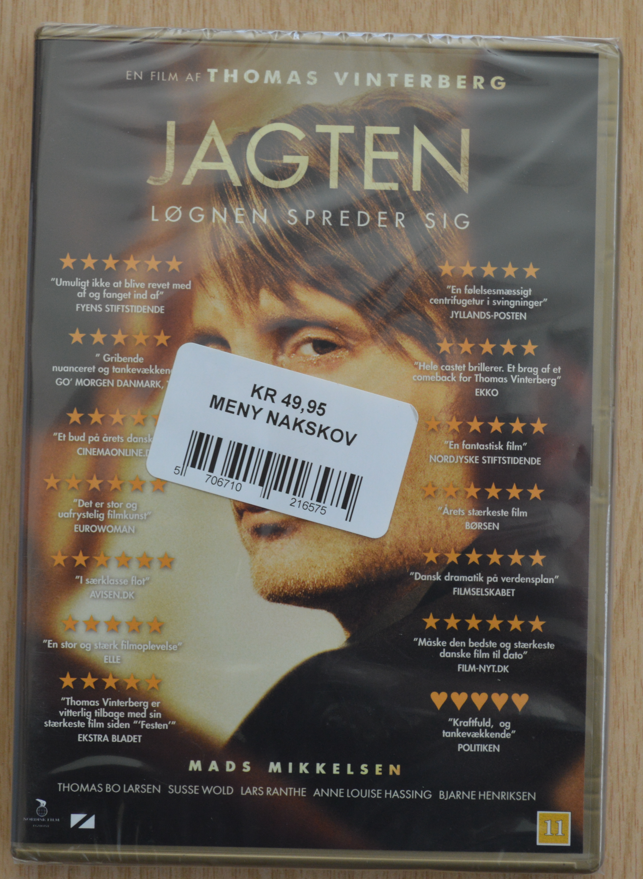 EN FILM AF THOMAS VINTERBERG
JAGTEN
LØGNEN SPREDER SIG
"Umuligt ikke at blive revet med
af og fanget ind af"
FYENS STIFTSTIDENDE
" Gribende
nuanceret og tankevækken
GO' MORGEN DANMARK,
"Et bud på årets dansk
CINEMAONLINE.D
"Det er stor og
uafrystelig filmkunst"
EUROWOMAN
"I særklasse flot"
AVISEN.DK
"En stor og stærk filmoplevelse"
ELLE
"Thomas Vinterberg er
vitterlig tilbage med sin
stærkeste film siden "'Festen'"
EKSTRA BLADET
"En følelsesmæssigt
centrifugetur i svingninger"
JYLLANDS-POSTEN
"Hele castet brillerer. Et brag af et
comeback for Thomas Vinterberg"
EKKO
"En fantastisk film"
NORDJYSKE STIFTSTIDENDE
"Årets stærkeste film
BØRSEN
"Dansk dramatik på verdensplan"
FILMSELSKABET
"Måske den bedste og stærkeste
danske film til dato"
FILM-NYT.DK
"Kraftfuld, og
tankevækkende"
POLITIKEN
KR 49,95
MENY NAKSKOV
5 706710 216575
MADS MIKKELSEN
THOMAS BO LARSEN SUSSE WOLD LARS RANTHE ANNE LOUISE HASSING BJARNE HENRIKSEN
11